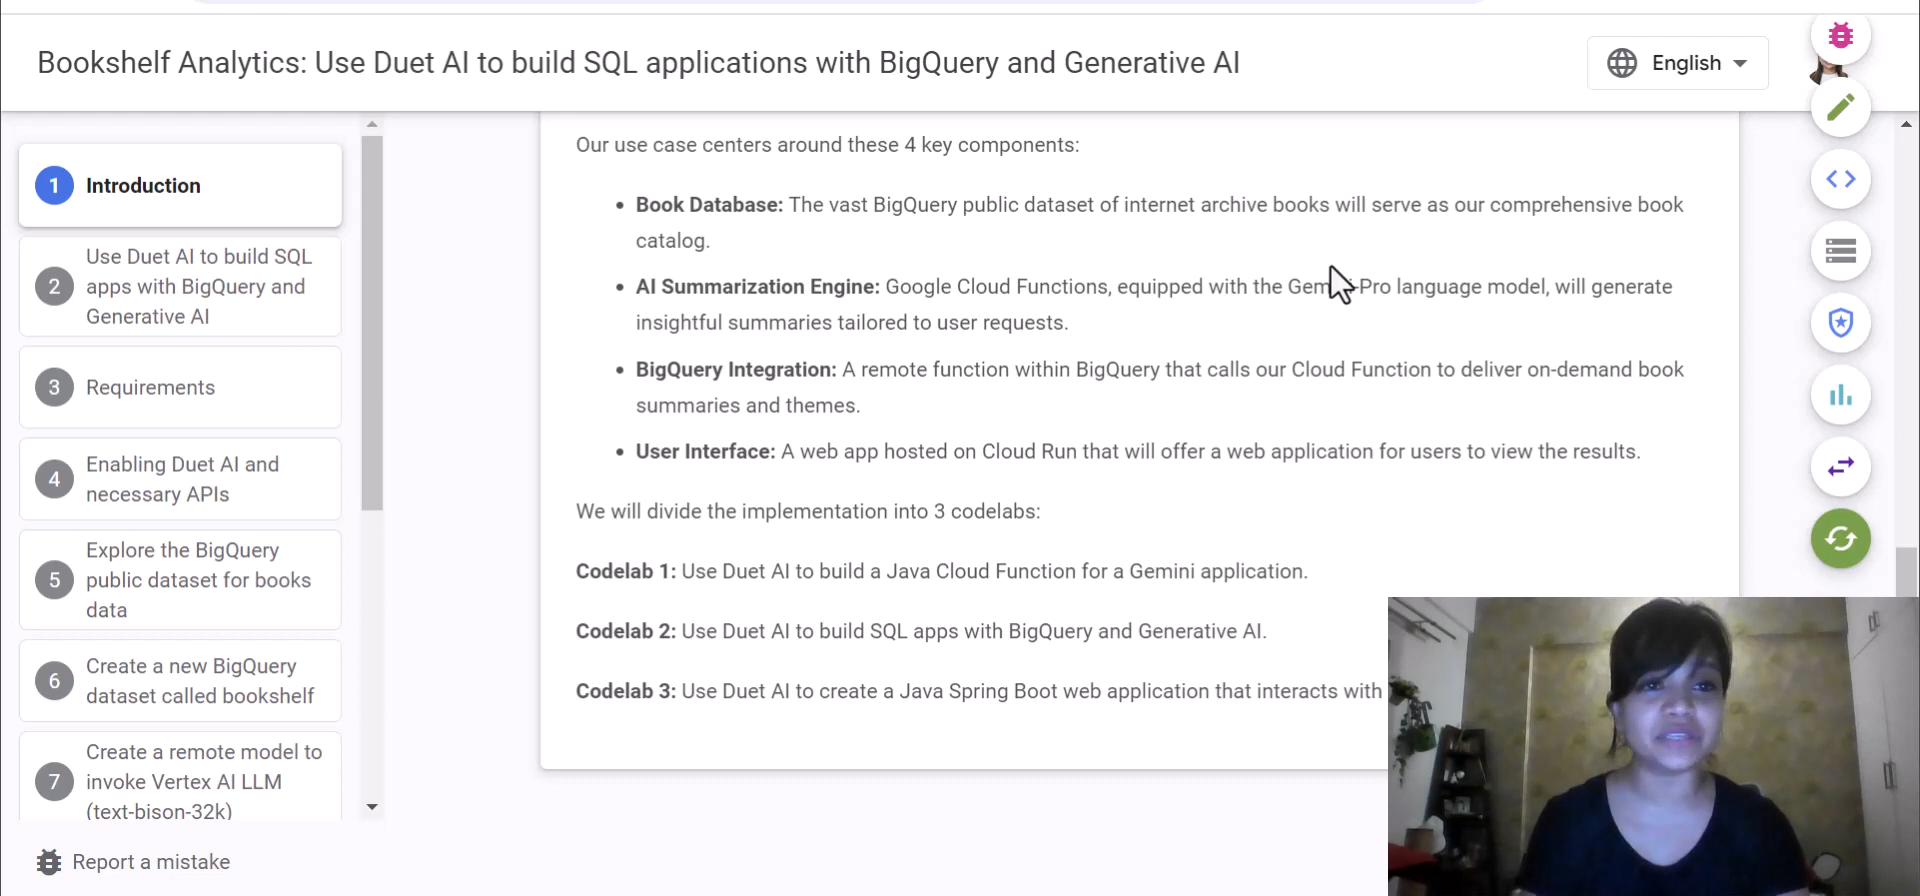 Bookshelf Analytics: Use Duet AI to build SQL applications with BigQuery and Generative AI
English
1 Introduction
2 Use Duet AI to build SQL
apps with BigQuery and
Generative AI
3 Requirements
4 Enabling Duet AI and
necessary APIs
5 Explore the BigQuery
public dataset for books
data
6 Create a new BigQuery
dataset called bookshelf
7 Create a remote model to
invoke Vertex AI LLM
(text-bison-32k)
Report a mistake
Our use case centers around these 4 key components:
• Book Database: The vast BigQuery public dataset of internet archive books will serve as our comprehensive book
catalog.
• AI Summarization Engine: Google Cloud Functions, equipped with the Gem-Pro language model, will generate
insightful summaries tailored to user requests.
• BigQuery Integration: A remote function within BigQuery that calls our Cloud Function to deliver on-demand book
summaries and themes.
• User Interface: A web app hosted on Cloud Run that will offer a web application for users to view the results.
We will divide the implementation into 3 codelabs:
Codelab 1: Use Duet AI to build a Java Cloud Function for a Gemini application.
Codelab 2: Use Duet AI to build SQL apps with BigQuery and Generative AI.
Codelab 3: Use Duet AI to create a Java Spring Boot web application that interacts with